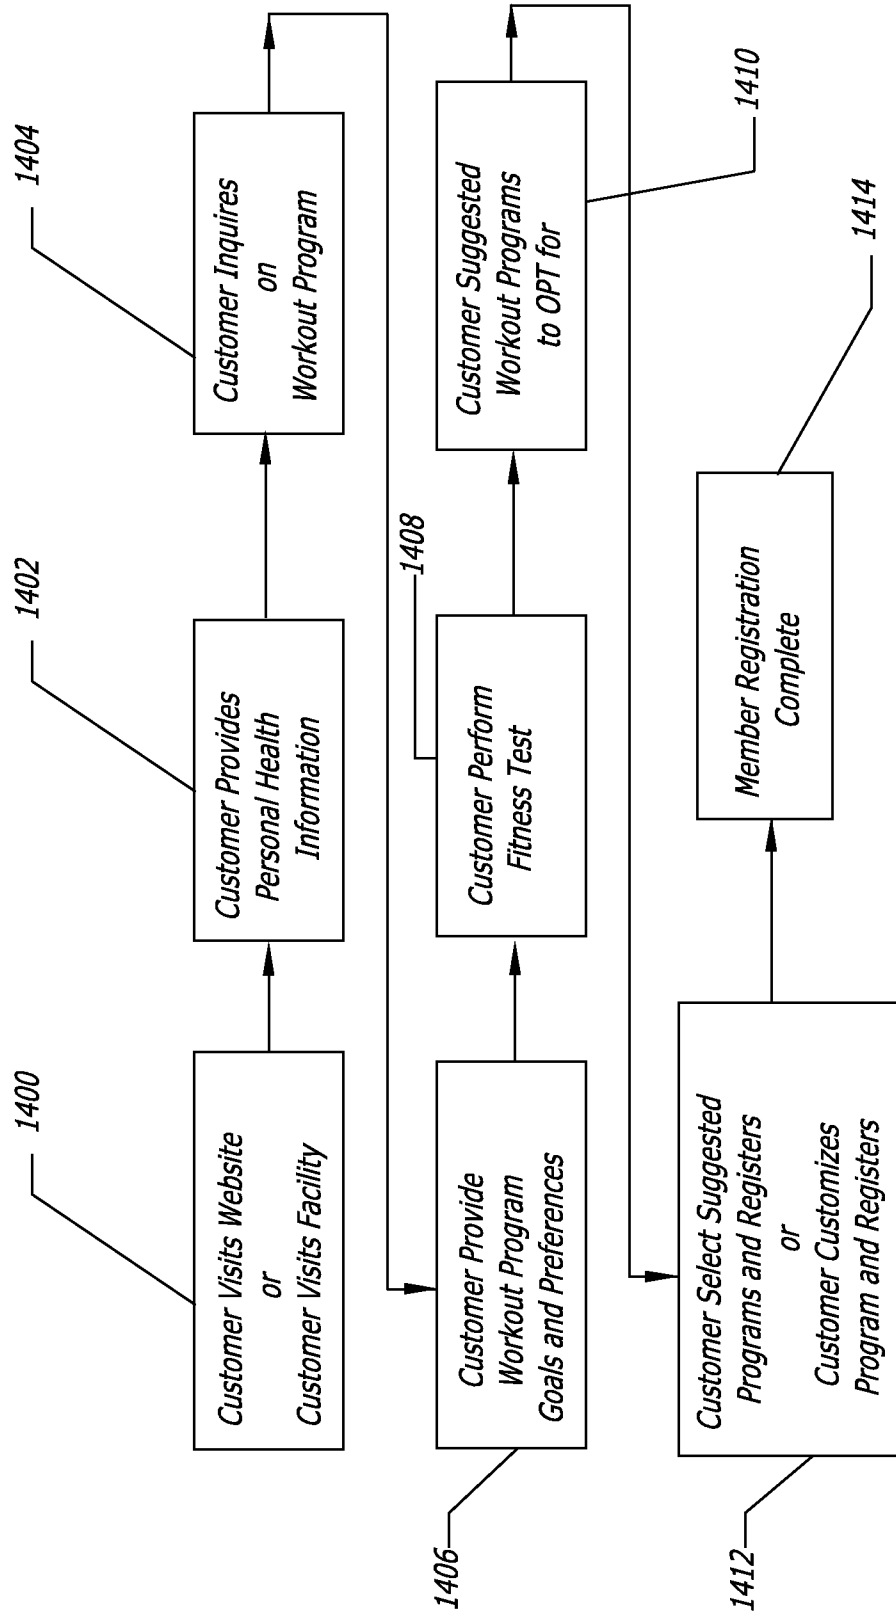 1400
Customer Visits Website
or
Customer Visits Facility
1402
Customer Provides
Personal Health
Information
1404
Customer Inquires
on
Workout Program
1406
Customer Provide
Workout Program
Goals and Preferences
1408
Customer Perform
Fitness Test
1410
Customer Suggested
Workout Programs
to OPT for
1412
Customer Select Suggested
Programs and Registers
or
Customer Customizes
Program and Registers
1414
Member Registration
Complete